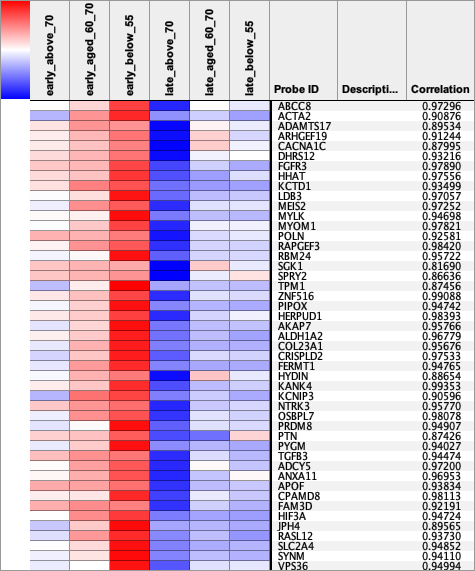 early_above_70
early_aged_60_70
early_below_55
late_above_70
late_aged_60_70
late_below_55
Probe ID Descripti... Correlation
ABCC8 0.97296
ACTA2 0.90876
ADAMTS17 0.89534
ARHGEF19 0.91244
CACNA1C 0.87995
DHRS12 0.93216
FGFR3 0.97890
HHAT 0.97556
KCTD1 0.93499
LDB3 0.97057
MEIS2 0.97252
MYLK 0.94698
MYOM1 0.97821
POLN 0.92581
RAPGEF3 0.98420
RBM24 0.95722
SGK1 0.81690
SPRY2 0.86636
TPM1 0.87456
ZNF516 0.99088
PIPOX 0.94742
HERPUD1 0.98393
AKAP7 0.95766
ALDH1A2 0.96779
COL23A1 0.95676
CRISPLD2 0.97533
FERMT1 0.94765
HYDIN 0.88654
KANK4 0.99353
KCNIP3 0.90596
NTRK3 0.95770
OSBPL7 0.98078
PRDM8 0.94907
PTN 0.87426
PYGM 0.94027
TGFB3 0.94474
ADCY5 0.97200
ANXA11 0.96953
APOF 0.93834
CPAMD8 0.98113
FAM3D 0.92191
HIF3A 0.94724
JPH4 0.89565
RASL12 0.93730
SLC2A4 0.94852
SYNM 0.94110
VPS36 0.94994